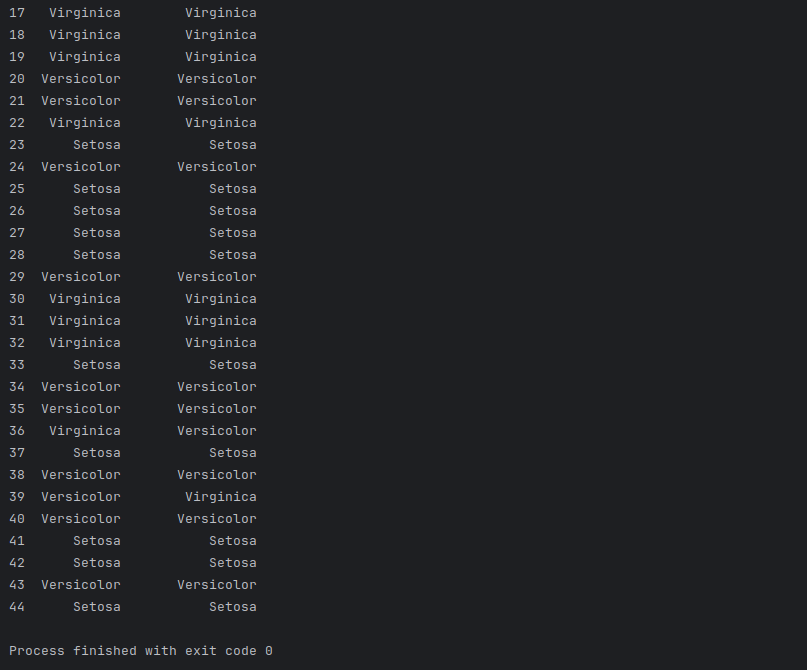 17   Virginica        Virginica
18   Virginica        Virginica
19   Virginica        Virginica
20  Versicolor       Versicolor
21  Versicolor       Versicolor
22   Virginica        Virginica
23      Setosa           Setosa
24  Versicolor       Versicolor
25      Setosa           Setosa
26      Setosa           Setosa
27      Setosa           Setosa
28      Setosa           Setosa
29  Versicolor       Versicolor
30   Virginica        Virginica
31   Virginica        Virginica
32   Virginica        Virginica
33      Setosa           Setosa
34  Versicolor       Versicolor
35  Versicolor       Versicolor
36   Virginica       Versicolor
37      Setosa           Setosa
38  Versicolor       Versicolor
39  Versicolor        Virginica
40  Versicolor       Versicolor
41      Setosa           Setosa
42      Setosa           Setosa
43  Versicolor       Versicolor
44      Setosa           Setosa

Process finished with exit code 0